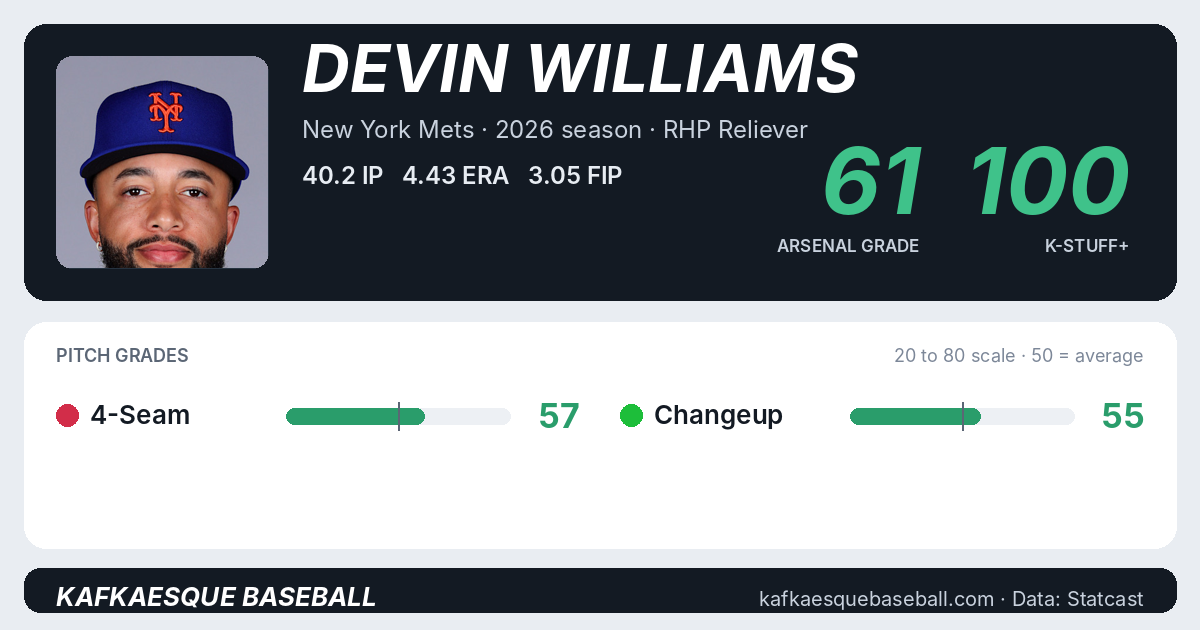 DEVIN WILLIAMS
New York Mets · 2026 season · RHP Reliever
40.2 IP 4.43 ERA 3.05 FIP
61 100
ARSENAL GRADE K-STUFF+
PITCH GRADES 20 to 80 scale · 50 = average
4-Seam 57 Changeup 55
KAFKAESQUE BASEBALL kafkaesquebaseball.com · Data: Statcast